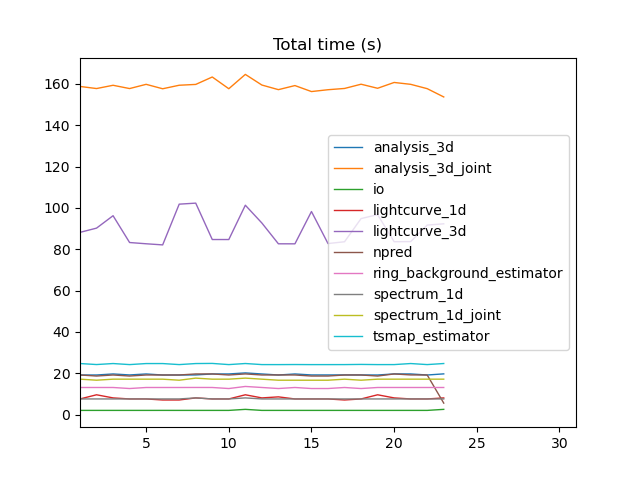 Total time (s)
160
140
120
100
80
60
40
20
0
analysis_3d
analysis_3d_joint
io
lightcurve_1d
lightcurve_3d
npred
ring_background_estimator
spectrum_1d
spectrum_1d_joint
tsmap_estimator
5 10 15 20 25 30